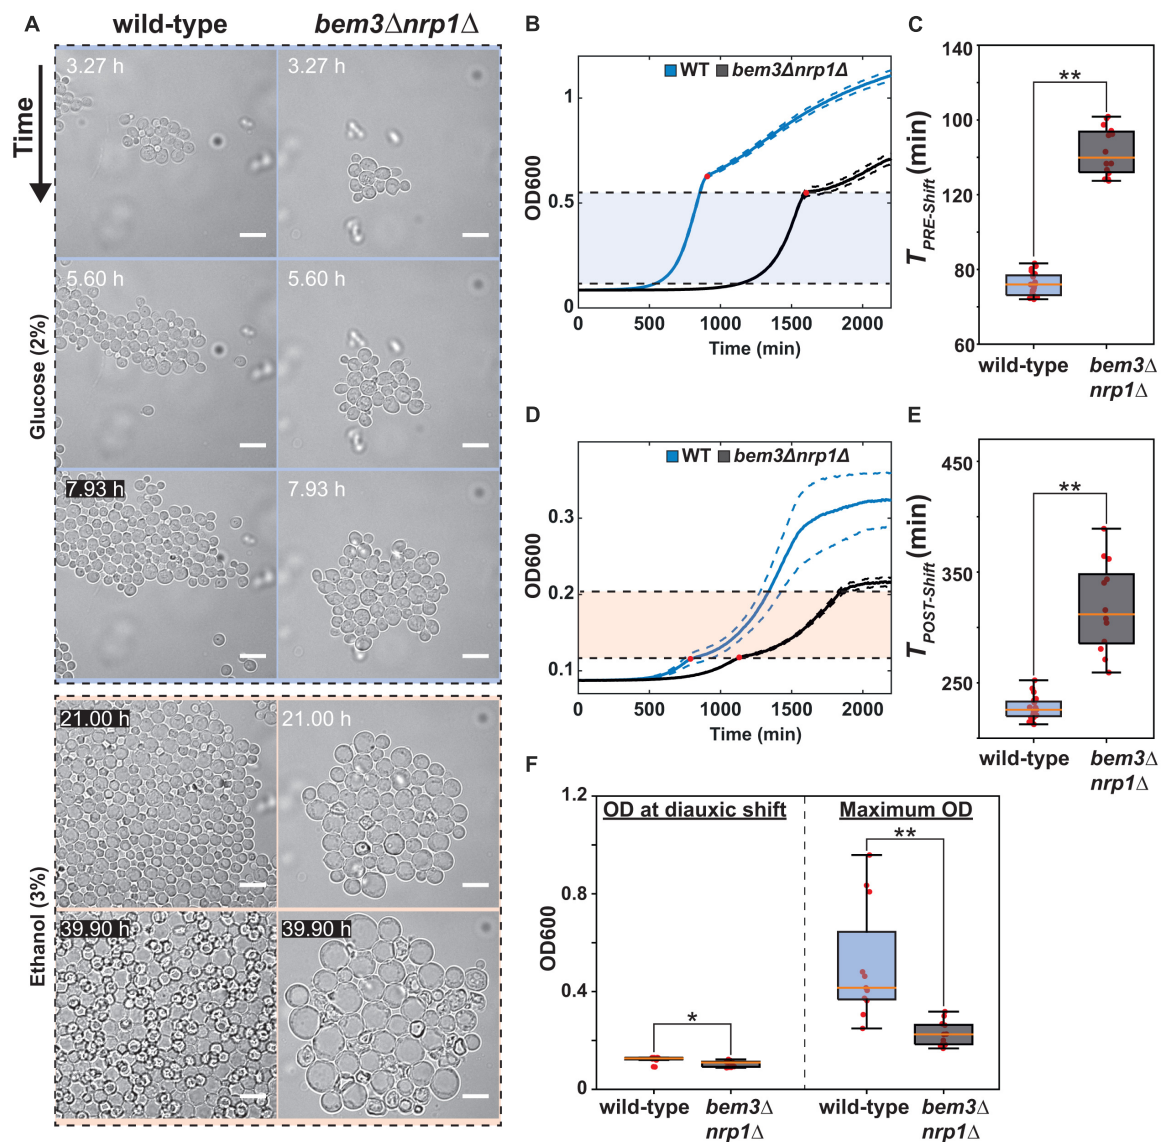 A
wild-type
bem3Δnrp1Δ
Time
Glucose (2%)
Ethanol (3%)
3.27 h
3.27 h
5.60 h
5.60 h
7.93 h
7.93 h
21.00 h
21.00 h
39.90 h
39.90 h
B
WT bem3Δnrp1Δ
OD600
1
0.5
0
0 500 1000 1500 2000
Time (min)
C
T PRE-Shift (min)
140
100
120
80
60
**
wild-type
bem3Δ
nrp1Δ
D
WT bem3Δnrp1Δ
OD600
0.3
0.2
0.1
0 500 1000 1500 2000
Time (min)
E
T POST-Shift (min)
450
350
250
**
wild-type
bem3Δ
nrp1Δ
F
OD600
1.2
0.8
0.4
0
OD at diauxic shift
Maximum OD
*
**
wild-type
bem3Δ
nrp1Δ
wild-type
bem3Δ
nrp1Δ